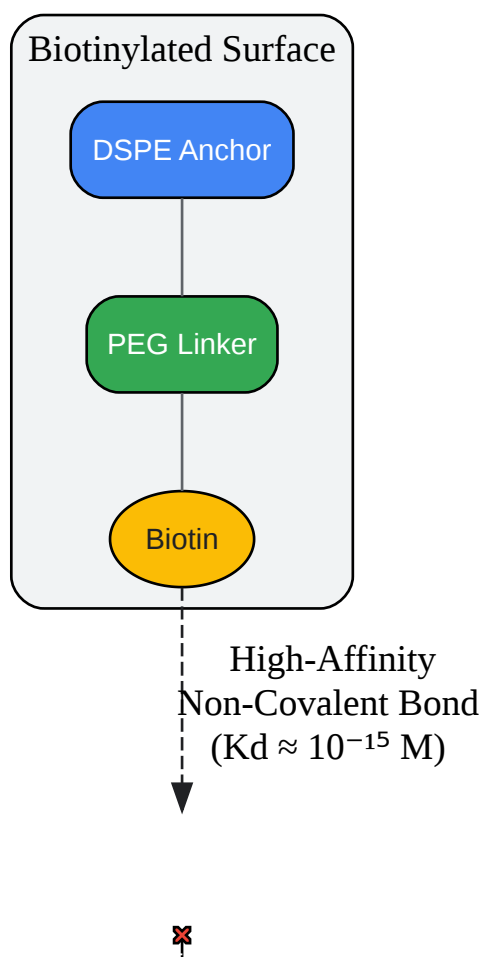 Biotinylated Surface
DSPE Anchor
PEG Linker
Biotin
High-Affinity
Non-Covalent Bond
(Kd ≈ 10⁻¹⁵ M)